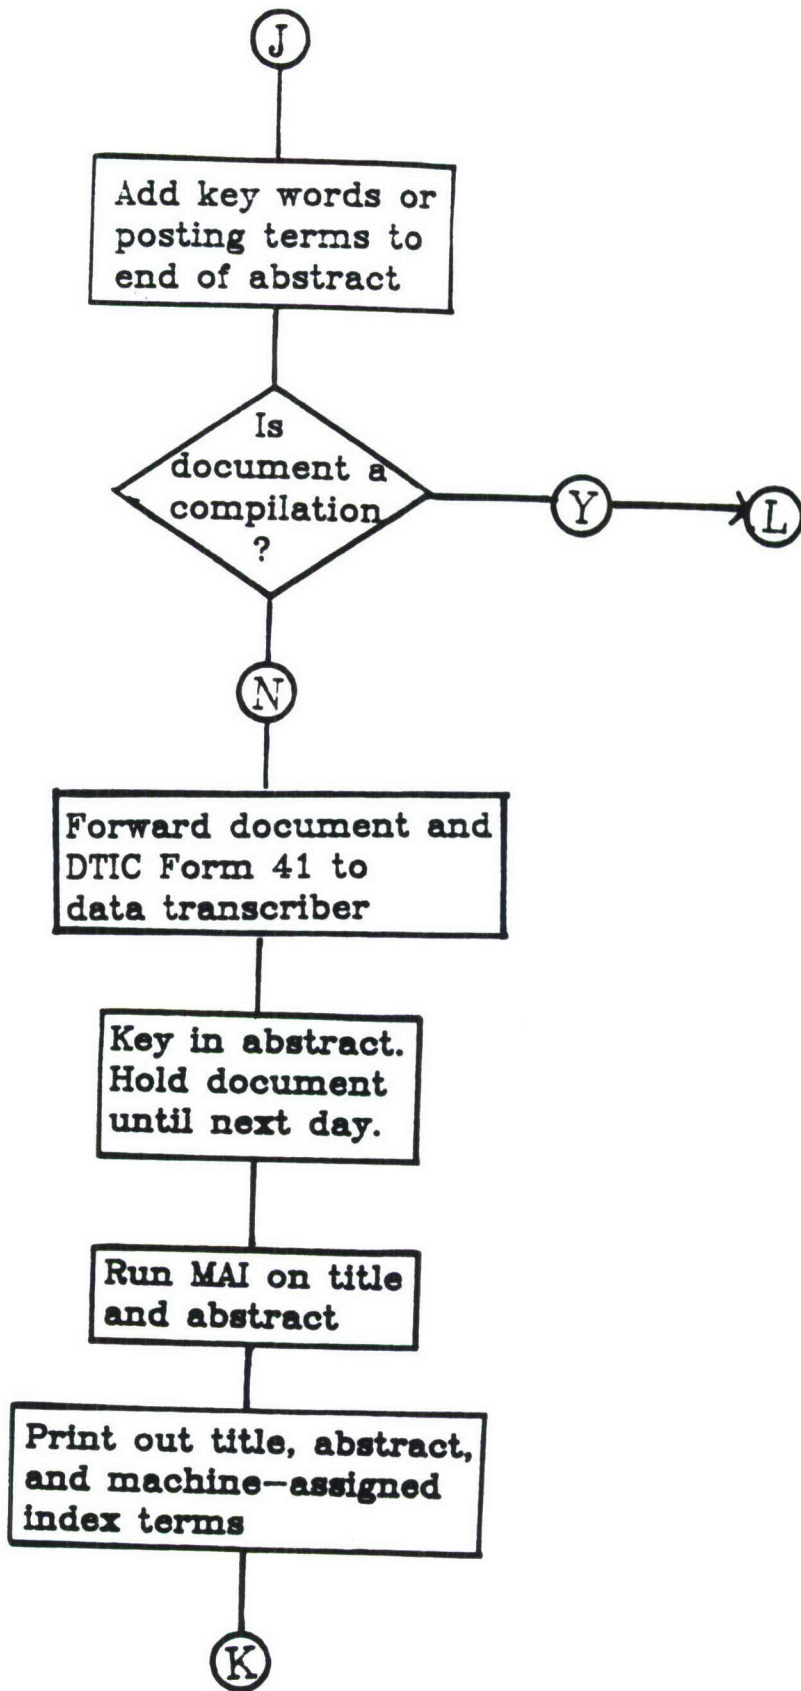 J
Add key words or
posting terms to
end of abstract
Is
document a
compilation
?
Y
L
N
Forward document and
DTIC Form 41 to
data transcriber
Key in abstract.
Hold document
until next day.
Run MAI on title
and abstract
Print out title, abstract,
and machine-assigned
index terms
K